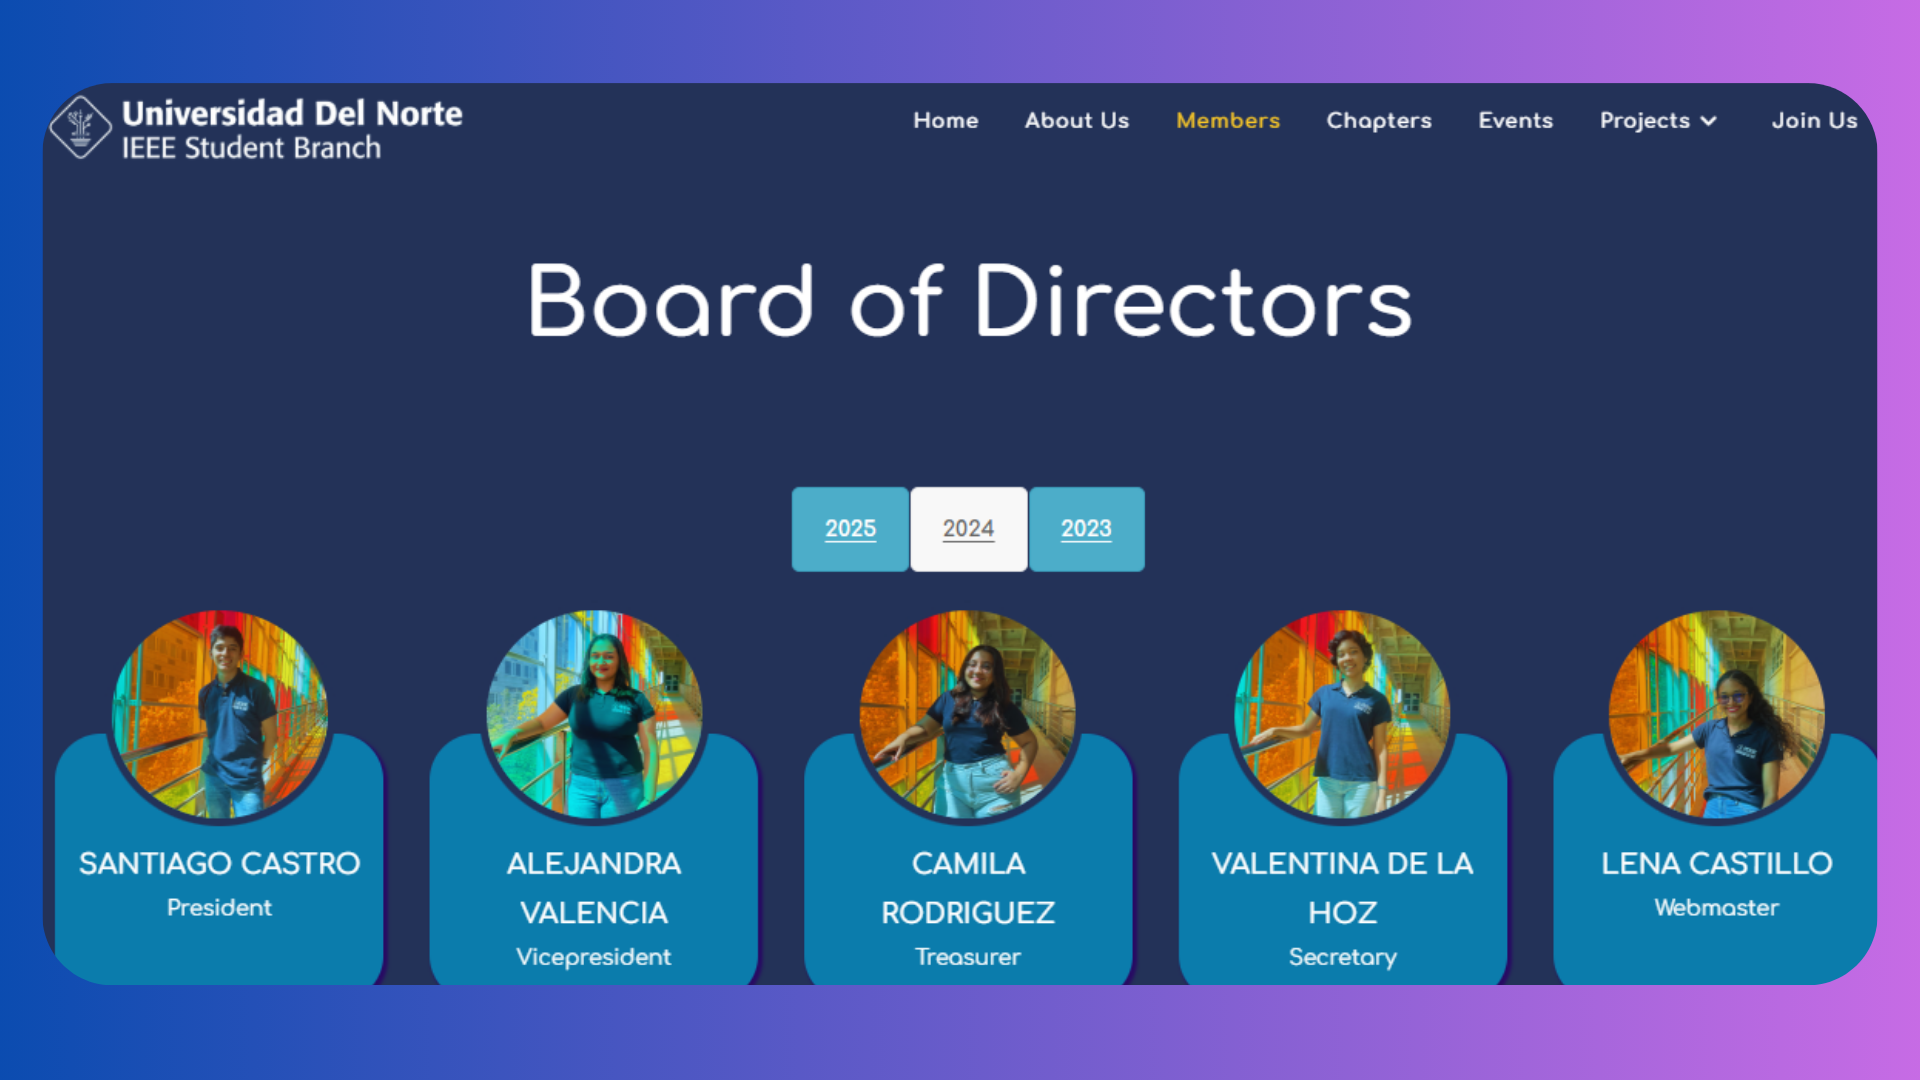 Universidad Del Norte
IEEE Student Branch
Home About Us Members Chapters Events Projects Join Us
Board of Directors
2025 2024 2023
SANTIAGO CASTRO
President
ALEJANDRA
VALENCIA
Vicepresident
CAMILA
RODRIGUEZ
Treasurer
VALENTINA DE LA
HOZ
Secretary
LENA CASTILLO
Webmaster